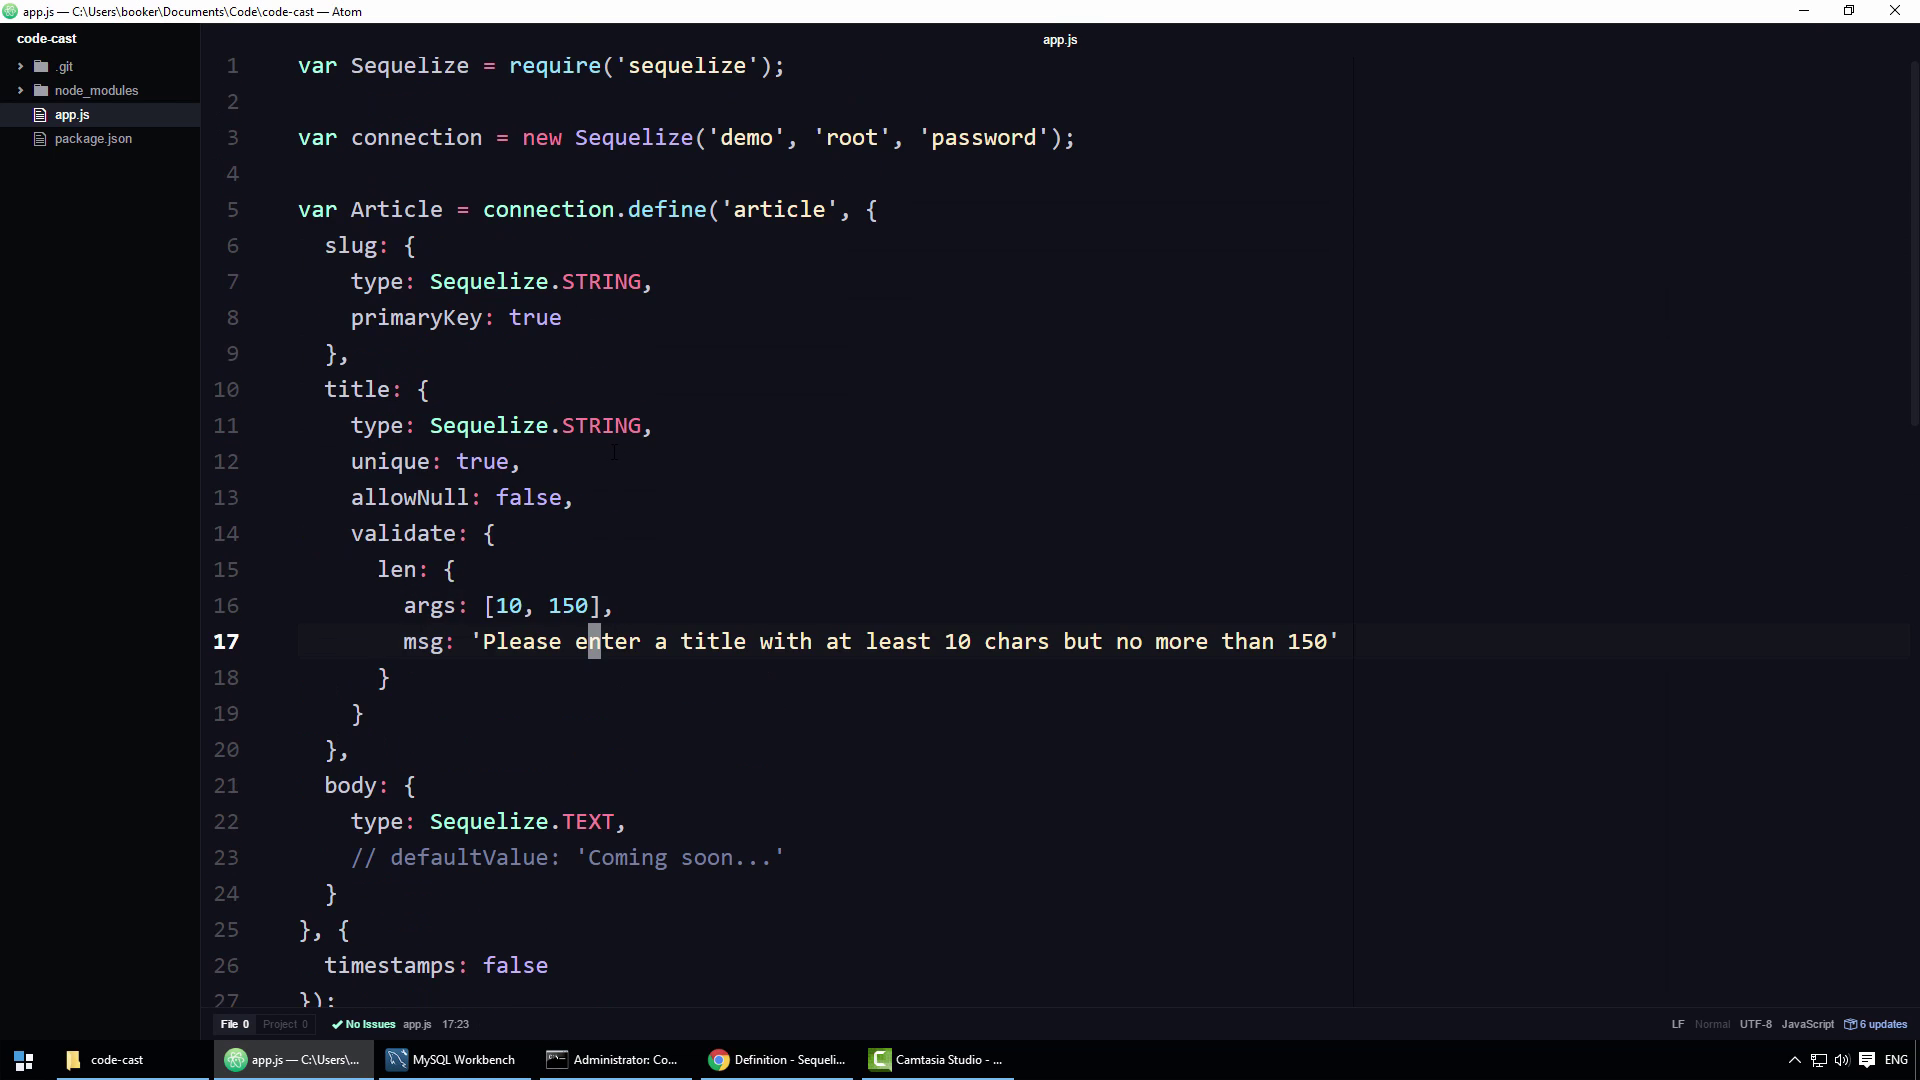 app.js — C:\Users\booker\Documents\Code\code-cast — Atom
code-cast
.git
node_modules
app.js
package.json
app.js
1 var Sequelize = require('sequelize');
2
3 var connection = new Sequelize('demo', 'root', 'password');
4
5 var Article = connection.define('article', {
6 slug: {
7 type: Sequelize.STRING,
8 primaryKey: true
9 },
10 title: {
11 type: Sequelize.STRING,
12 unique: true,
13 allowNull: false,
14 validate: {
15 len: {
16 args: [10, 150],
17 msg: 'Please enter a title with at least 10 chars but no more than 150'
18 }
19 }
20 },
21 body: {
22 type: Sequelize.TEXT,
23 // defaultValue: 'Coming soon...'
24 }
25 }, {
26 timestamps: false
27 });
File 0 Project 0 No Issues app.js 17:23 LF Normal UTF-8 JavaScript 6 updates
code-cast app.js — C:\Users\... MySQL Workbench Administrator: Co... Definition - Sequeli... Camtasia Studio - ... ENG